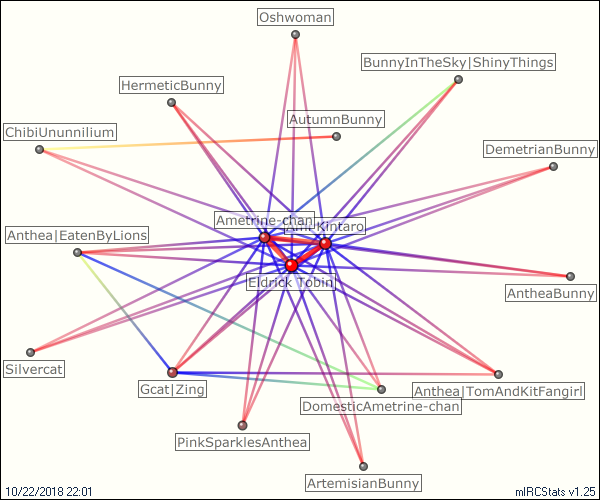 Oshwoman
BunnyInTheSky|ShinyThings
HermeticBunny
AutumnBunny
ChibiUnunnilium
DemetrianBunny
Ametrine-chan
Kintaro
Anthea|EatenByLions
Eldrick Tobin
AntheaBunny
Silvercat
Gcat|Zing
Anthea|TomAndKitFangirl
DomesticAmetrine-chan
PinkSparklesAnthea
ArtemisianBunny
10/22/2018 22:01
mIRCStats v1.25